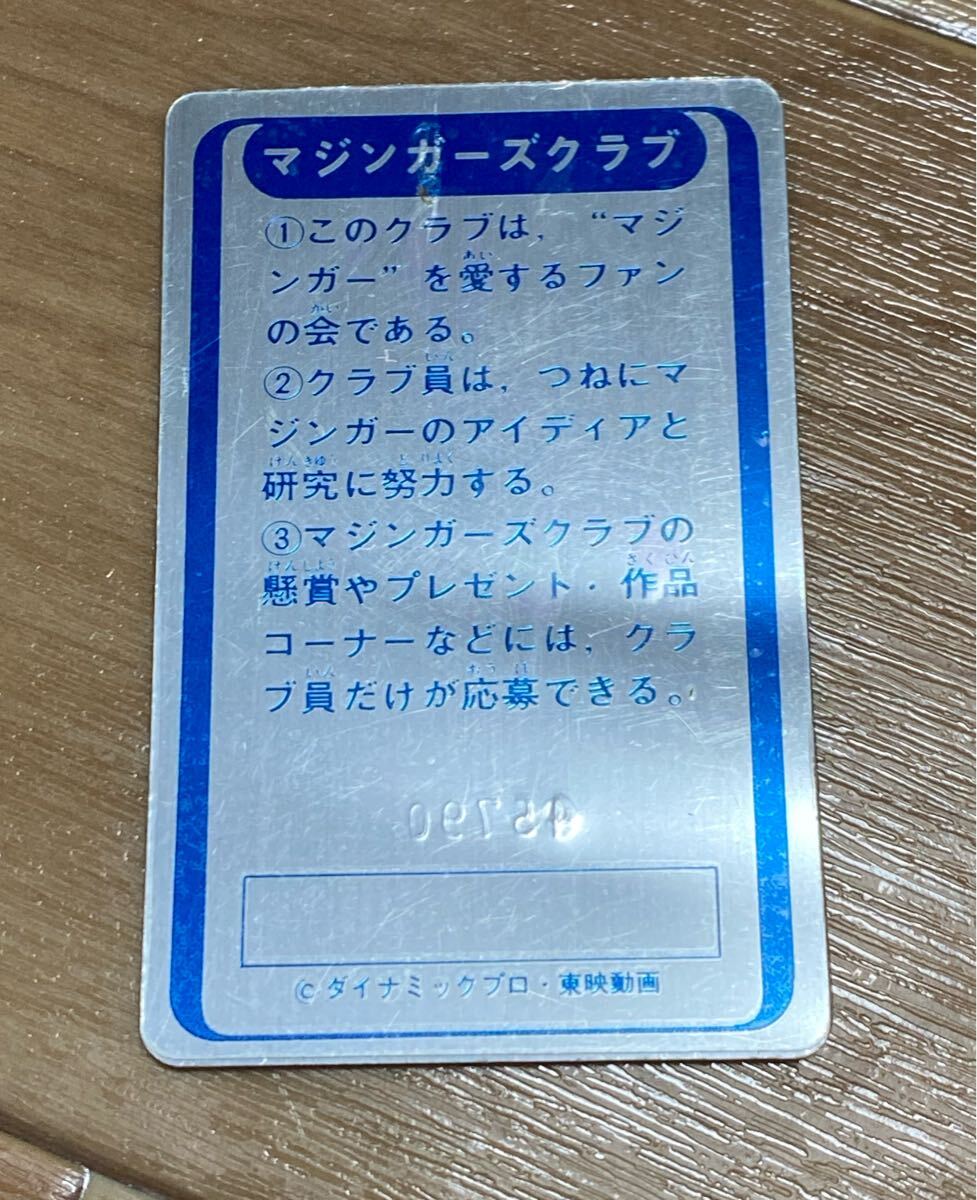 マジンガーズクラブ
①このクラブは，“マジ
ンガー”を愛するファン
の会である。
②クラブ員は，つねにマ
ジンガーのアイディアと
研究に努力する。
③マジンガーズクラブの
懸賞やプレゼント・作品
コーナーなどには，クラ
ブ員だけが応募できる。
©ダイナミックプロ・東映動画